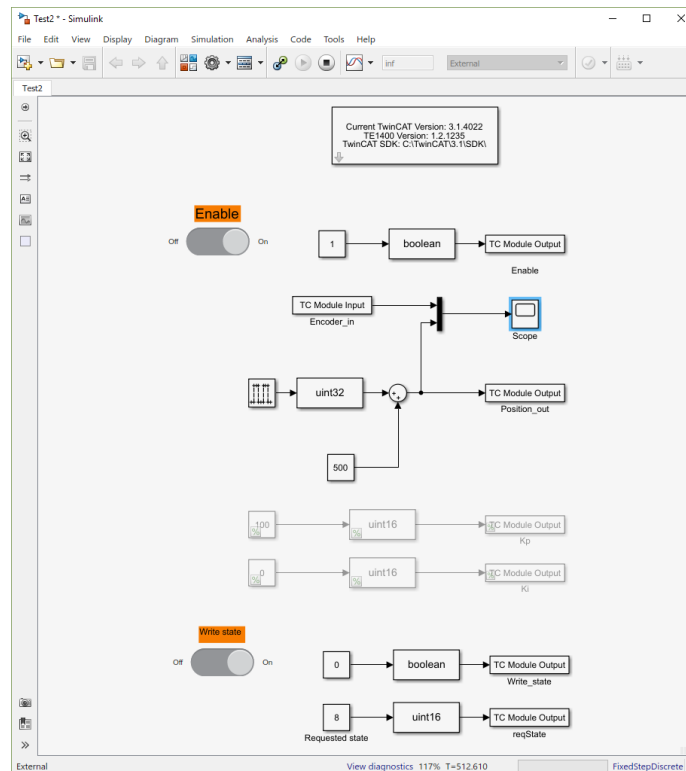 Test2 * - Simulink
File Edit View Display Diagram Simulation Analysis Code Tools Help
inf External
Test2
Current TwinCAT Version: 3.1.4022
TE1400 Version: 1.2.1235
TwinCAT SDK: C:\TwinCAT\3.1\SDK\
Enable
Off On
1 boolean TC Module Output
Enable
TC Module Input
Encoder_in
Scope
uint32 + + TC Module Output
Position_out
500
100 uint16 TC Module Output
Kp
0 uint16 TC Module Output
Ki
Write state
Off On
0 boolean TC Module Output
Write_state
8 uint16 TC Module Output
Requested state reqState
External View diagnostics 117% T=512.610 FixedStepDiscrete